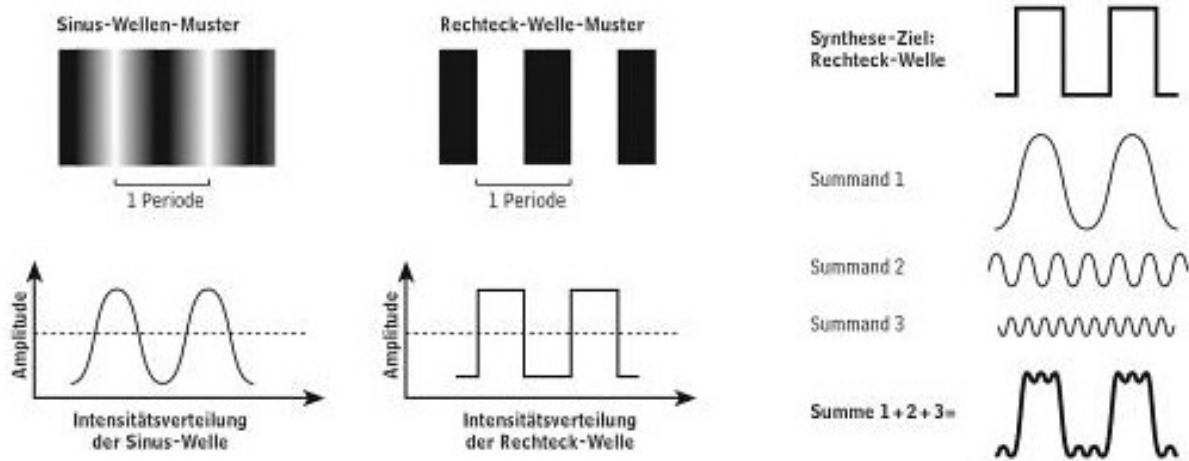 Sinus-Wellen-Muster
1 Periode
Amplitude
Intensitätsverteilung
der Sinus-Welle
Rechteck-Welle-Muster
1 Periode
Amplitude
Intensitätsverteilung
der Rechteck-Welle
Synthese-Ziel:
Rechteck-Welle
Summand 1
Summand 2
Summand 3
Summe 1+2+3=